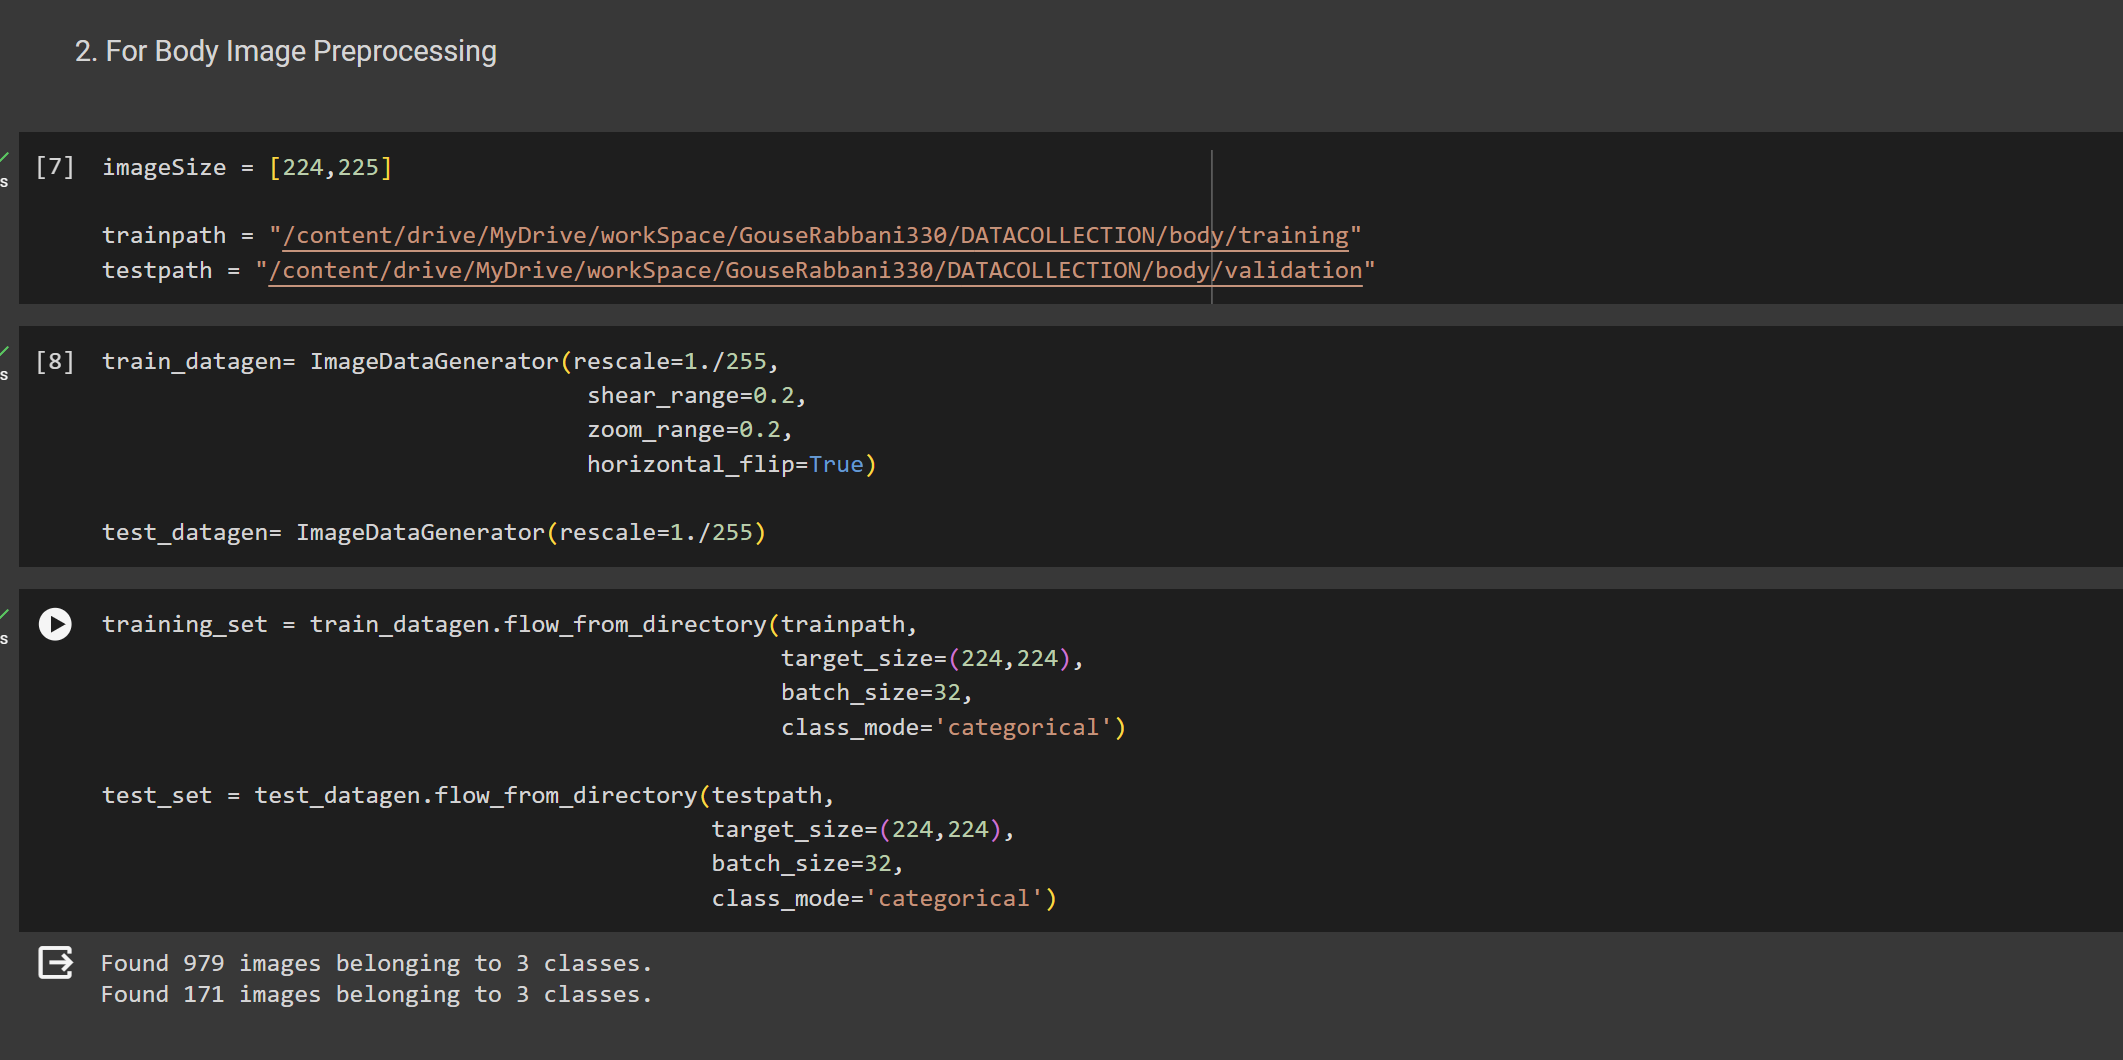 2. For Body Image Preprocessing
[7] imageSize = [224,225]
trainpath = "/content/drive/MyDrive/workSpace/GouseRabbani330/DATACOLLECTION/body/training"
testpath = "/content/drive/MyDrive/workSpace/GouseRabbani330/DATACOLLECTION/body/validation"
s
[8] train_datagen= ImageDataGenerator(rescale=1./255,
s
shear_range=0.2,
zoom_range=0.2,
horizontal_flip=True)
test_datagen= ImageDataGenerator(rescale=1./255)
training_set = train_datagen.flow_from_directory(trainpath,
s
target_size=(224,224),
batch_size=32,
class_mode='categorical')
test_set = test_datagen.flow_from_directory(testpath,
target_size=(224,224),
batch_size=32,
class_mode='categorical')
Found 979 images belonging to 3 classes.
Found 171 images belonging to 3 classes.